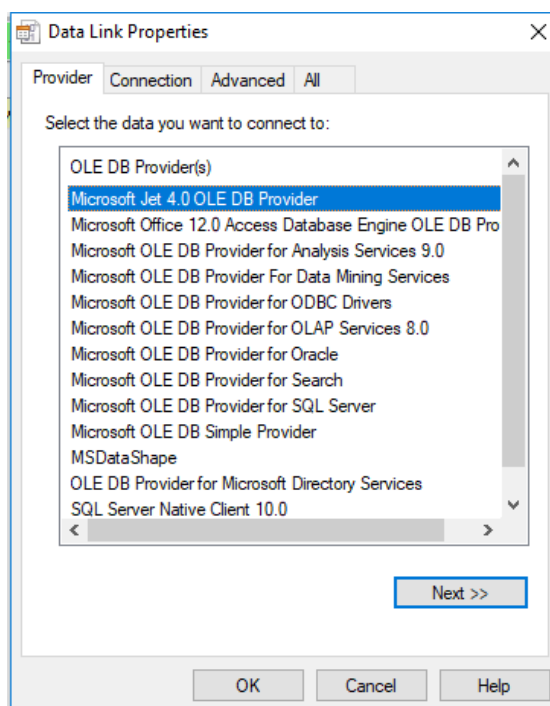 Data Link Properties
Provider Connection Advanced All
Select the data you want to connect to:
OLE DB Provider(s)
Microsoft Jet 4.0 OLE DB Provider
Microsoft Office 12.0 Access Database Engine OLE DB Pro
Microsoft OLE DB Provider for Analysis Services 9.0
Microsoft OLE DB Provider For Data Mining Services
Microsoft OLE DB Provider for ODBC Drivers
Microsoft OLE DB Provider for OLAP Services 8.0
Microsoft OLE DB Provider for Oracle
Microsoft OLE DB Provider for Search
Microsoft OLE DB Provider for SQL Server
Microsoft OLE DB Simple Provider
MSDataShape
OLE DB Provider for Microsoft Directory Services
SQL Server Native Client 10.0
Next >>
OK Cancel Help